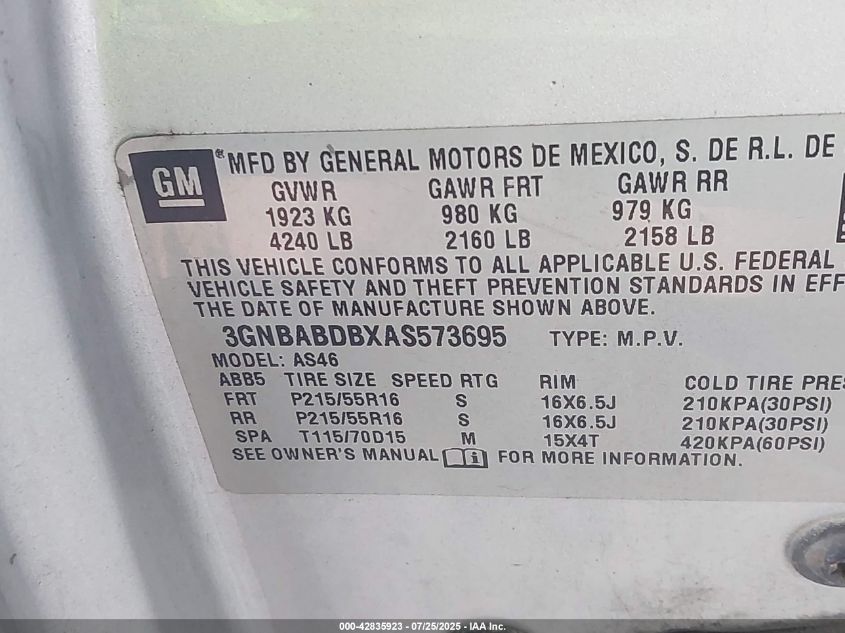 GM ® MFD BY GENERAL MOTORS DE MEXICO, S. DE R.L. DE
GVWR GAWR FRT GAWR RR
1923 KG 980 KG 979 KG
4240 LB 2160 LB 2158 LB
THIS VEHICLE CONFORMS TO ALL APPLICABLE U.S. FEDERAL
VEHICLE SAFETY AND THEFT PREVENTION STANDARDS IN EFF
THE DATE OF MANUFACTURE SHOWN ABOVE.
3GNBABDBXAS573695 TYPE: M.P.V.
MODEL: AS46
ABB5 TIRE SIZE SPEED RTG RIM COLD TIRE PRES
FRT P215/55R16 S 16X6.5J 210KPA(30PSI)
RR P215/55R16 S 16X6.5J 210KPA(30PSI)
SPA T115/70D15 M 15X4T 420KPA(60PSI)
SEE OWNER'S MANUAL i FOR MORE INFORMATION.
000-42835923 / 07/25/2025 - IAA Inc.